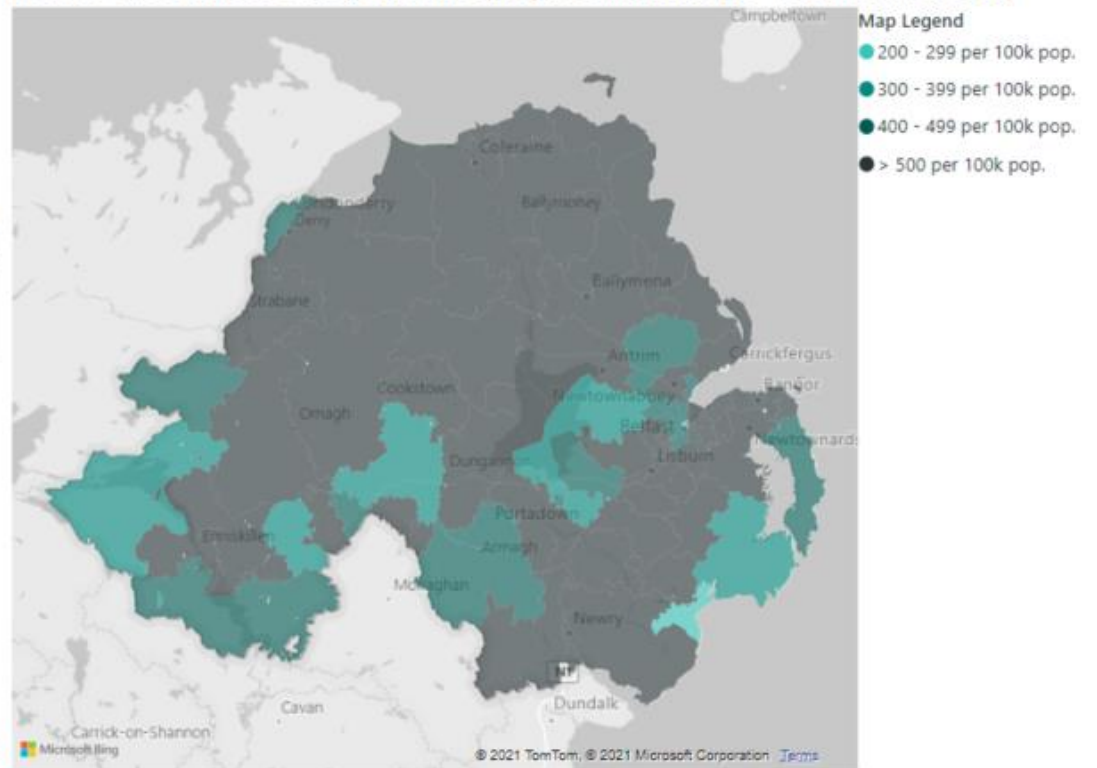 Campbeltown
Map Legend
200 - 299 per 100k pop.
300 - 399 per 100k pop.
400 - 499 per 100k pop.
> 500 per 100k pop.
Coleraine
Londonderry
Derry
Ballymoney
Ballymena
Strabane
Antrim
Carrickfergus
Bangor
Cookstown
Newtownabbey
Omagh
Belfast
Newtownards
Lisburn
Portadown
Enniskillen
Armagh
Monaghan
Newry
N1
Cavan
Dundalk
Carrick-on-Shannon
Microsoft Bing
© 2021 TomTom, © 2021 Microsoft Corporation Terms